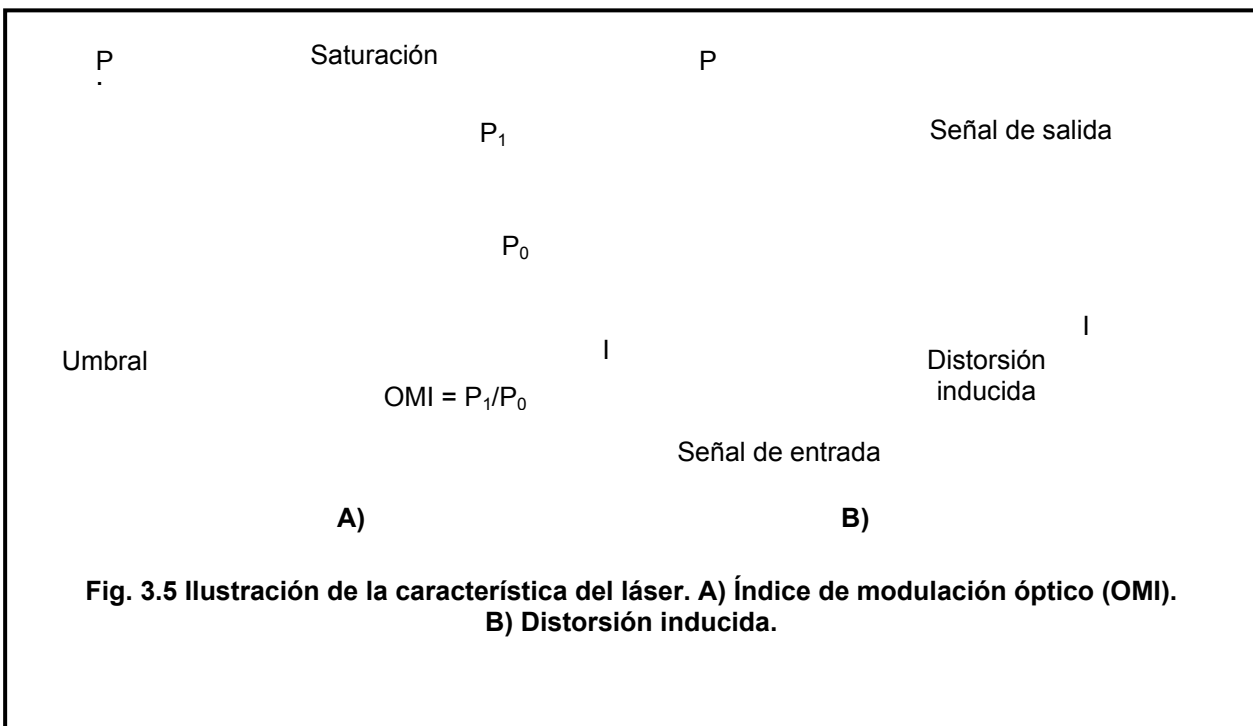 P
Saturación
P
.
P₁
Señal de salida
P₀
I
I
Umbral
Distorsión
inducida
OMI = P₁/P₀
Señal de entrada
A)
B)
Fig. 3.5 Ilustración de la característica del láser. A) Índice de modulación óptico (OMI).
B) Distorsión inducida.